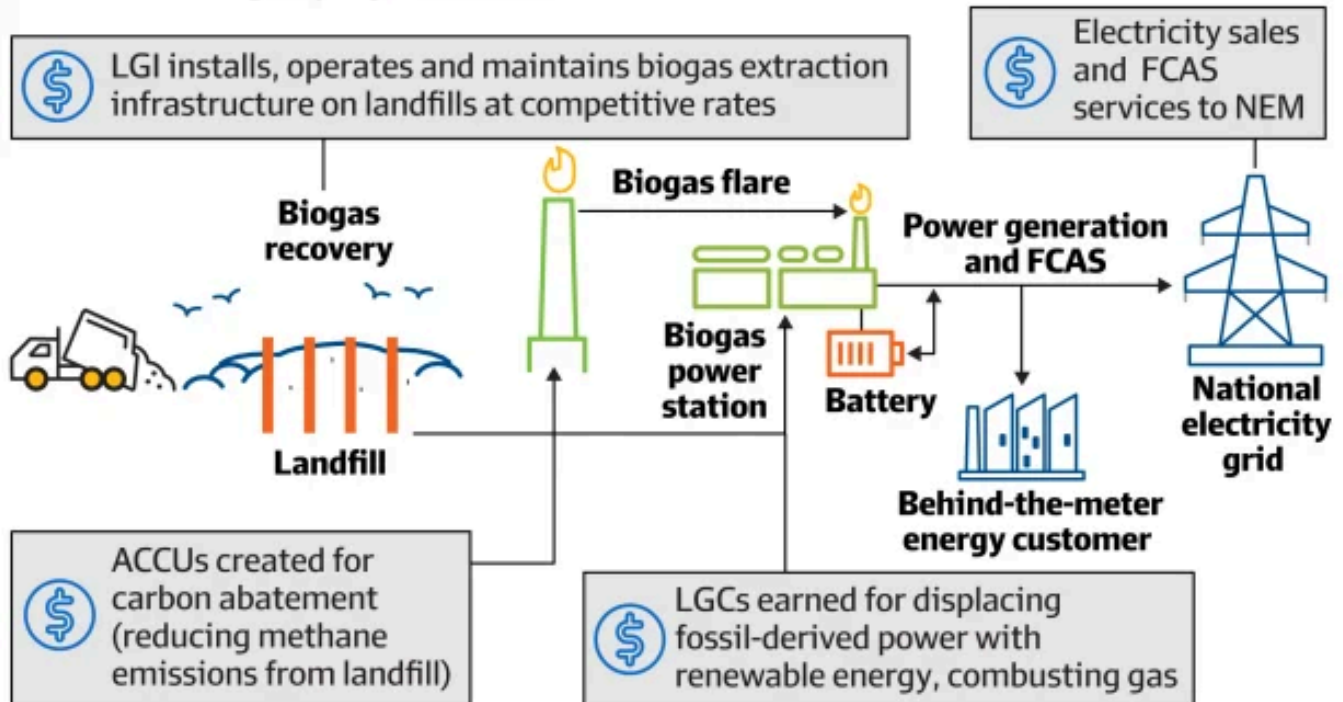 LGI installs, operates and maintains biogas extraction
infrastructure on landfills at competitive rates
Electricity sales
and FCAS
services to NEM
Biogas
recovery
Biogas flare
Power generation
and FCAS
Biogas
power
station
Battery
National
electricity
grid
Landfill
Behind-the-meter
energy customer
ACCUs created for
carbon abatement
(reducing methane
emissions from landfill)
LGCs earned for displacing
fossil-derived power with
renewable energy, combusting gas